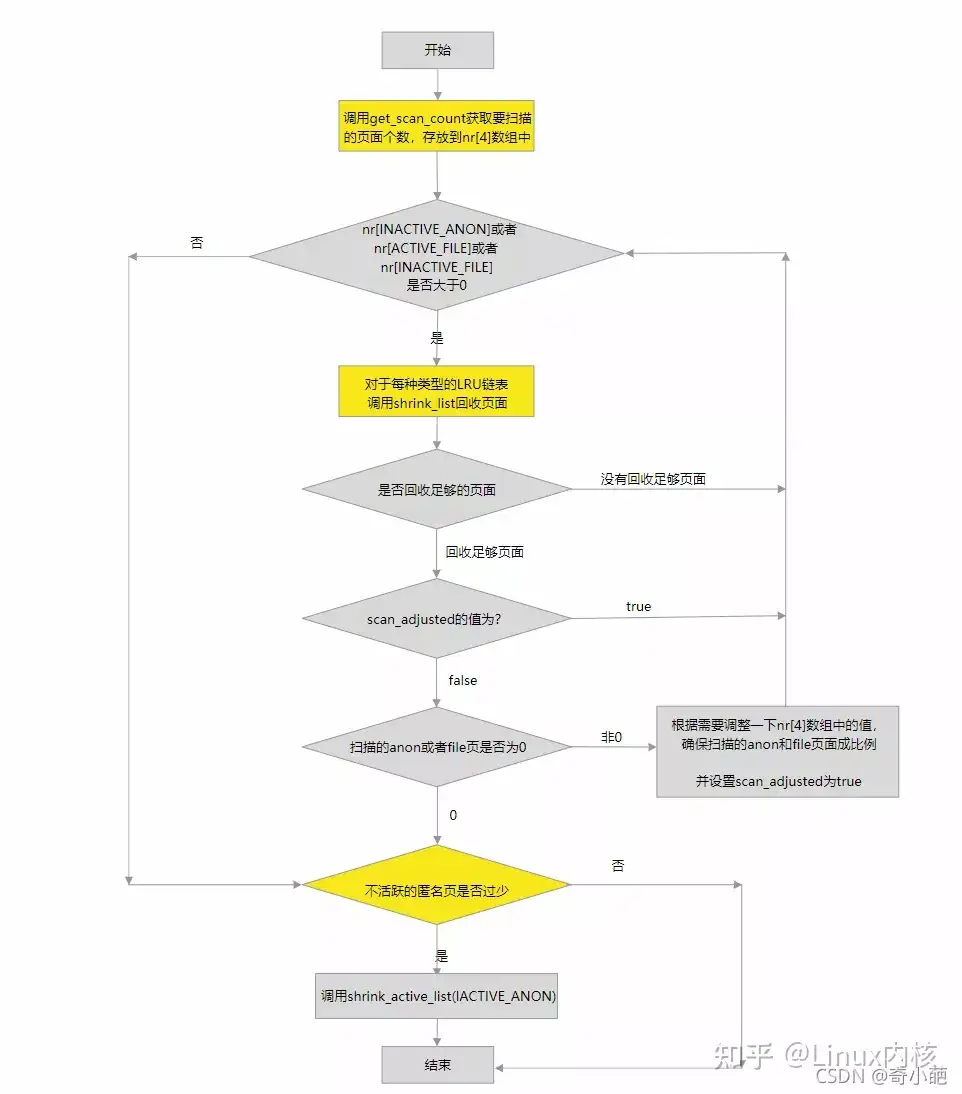 开始
调用get_scan_count获取要扫描
的页面个数，存放到nr[4]数组中
否
nr[INACTIVE_ANON]或者
nr[ACTIVE_FILE]或者
nr[INACTIVE_FILE]
是否大于0
是
对于每种类型的LRU链表
调用shrink_list回收页面
是否回收足够的页面
没有回收足够页面
回收足够页面
scan_adjusted的值为?
true
false
扫描的anon或者file页是否为0
非0
根据需要调整一下nr[4]数组中的值，
确保扫描的anon和file页面成比例
并设置scan_adjusted为true
0
不活跃的匿名页是否过少
否
是
调用shrink_active_list(IACTIVE_ANON)
结束
知乎 @Linux内核
CSDN @奇小葩